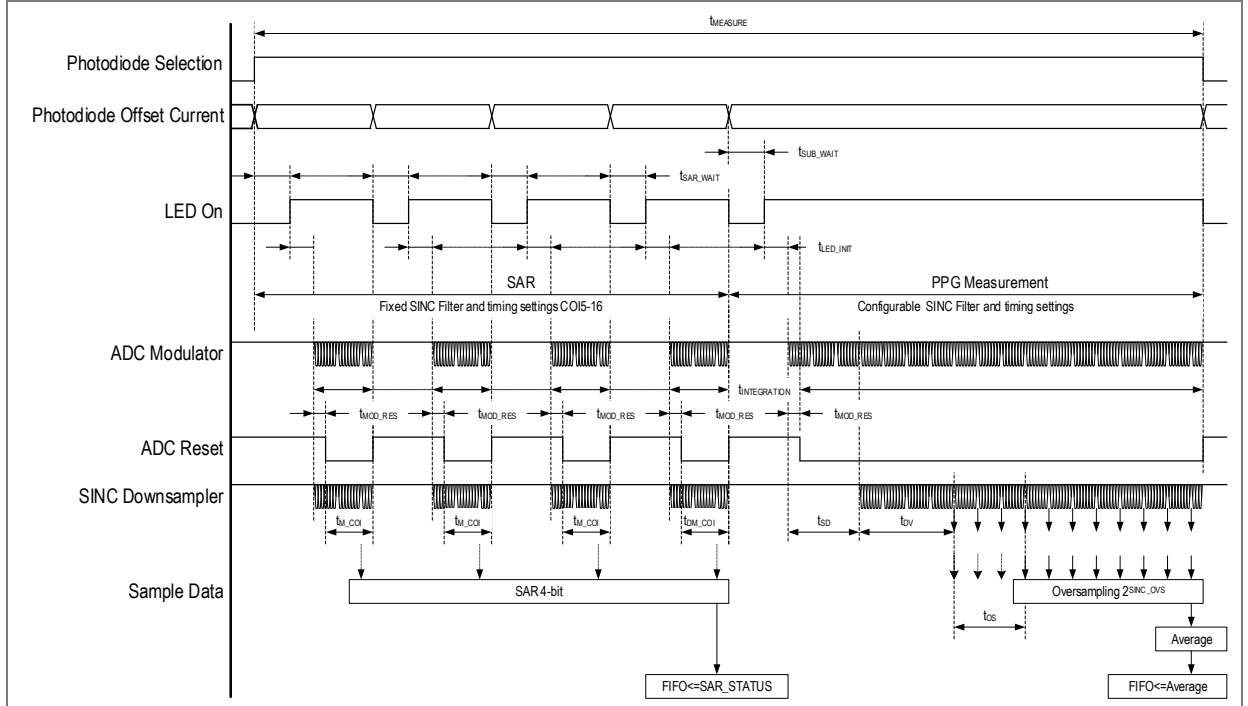 tMEASURE
Photodiode Selection
Photodiode Offset Current
tSUB_WAIT
tSAR_WAIT
LED On
tLED_INIT
SAR
PPG Measurement
Fixed SINC Filter and timing settings COI5-16
Configurable SINC Filter and timing settings
ADC Modulator
tINTEGRATION
tMOD_RES
tMOD_RES
tMOD_RES
tMOD_RES
tMOD_RES
ADC Reset
SINC Downsampler
tM_COI
tM_COI
tM_COI
tDM_COI
tSD
tDV
Sample Data
SAR 4-bit
Oversampling 2SINC_OVS
tOS
Average
FIFO<=SAR_STATUS
FIFO<=Average